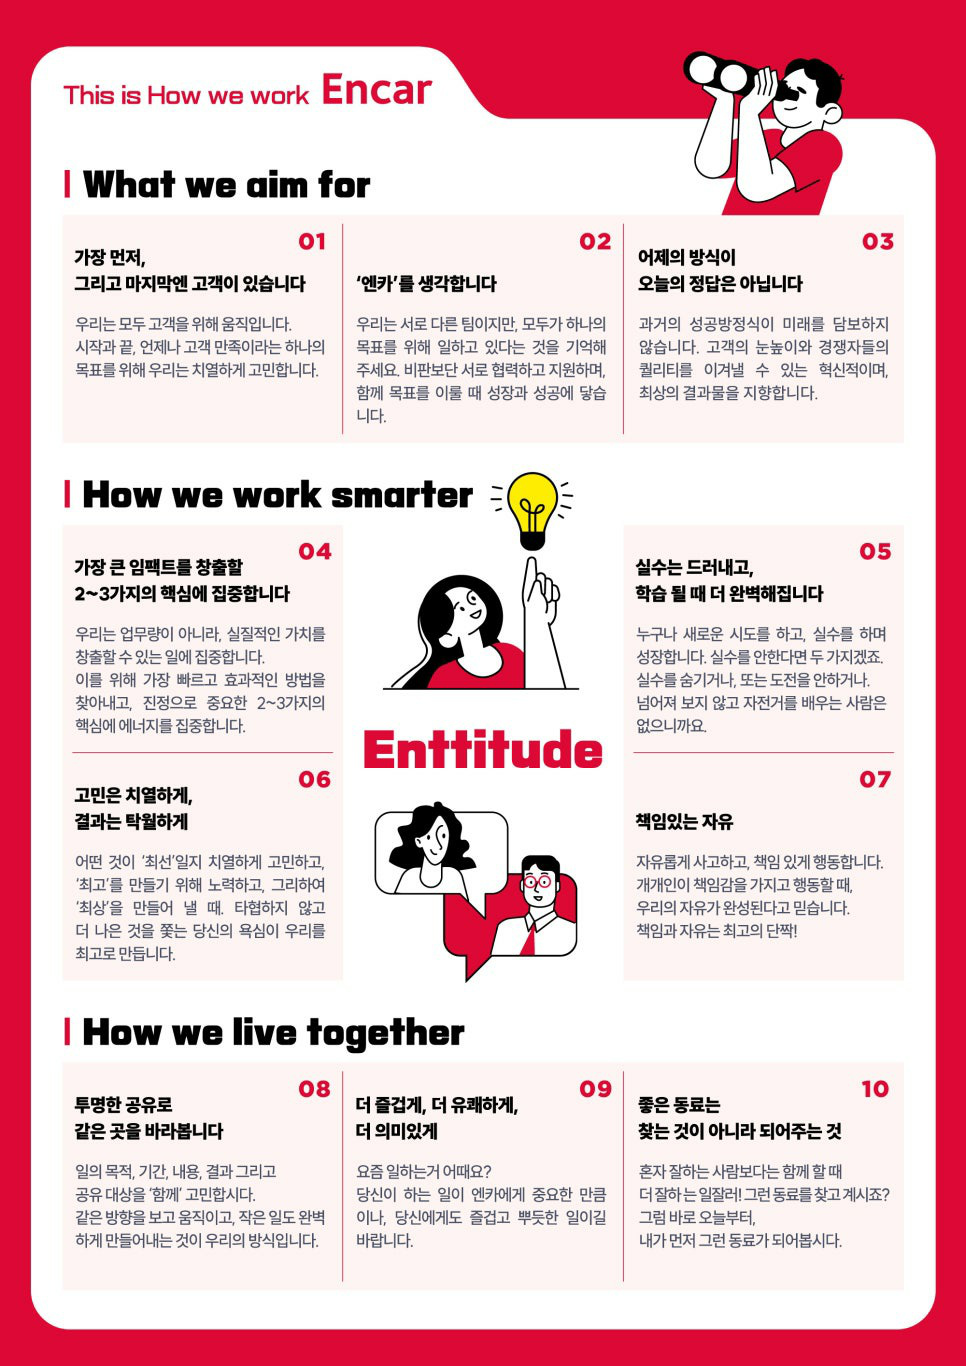 This is How we work Encar
What we aim for
01
가장 먼저,
그리고 마지막엔 고객이 있습니다
우리는 모두 고객을 위해 움직입니다.
시작과 끝, 언제나 고객 만족이라는 하나의
목표를 위해 우리는 치열하게 고민합니다.
02
‘엔카’를 생각합니다
우리는 서로 다른 팀이지만, 모두가 하나의
목표를 위해 일하고 있다는 것을 기억해
주세요. 비판보단 서로 협력하고 지원하며,
함께 목표를 이룰 때 성장과 성공에 닿습
니다.
03
어제의 방식이
오늘의 정답은 아닙니다
과거의 성공방정식이 미래를 담보하지
않습니다. 고객의 눈높이와 경쟁자들의
퀄리티를 이겨낼 수 있는 혁신적이며,
최상의 결과물을 지향합니다.
How we work smarter
04
가장 큰 임팩트를 창출할
2~3가지의 핵심에 집중합니다
우리는 업무량이 아니라, 실질적인 가치를
창출할 수 있는 일에 집중합니다.
이를 위해 가장 빠르고 효과적인 방법을
찾아내고, 진정으로 중요한 2~3가지의
핵심에 에너지를 집중합니다.
05
실수는 드러내고,
학습 될 때 더 완벽해집니다
누구나 새로운 시도를 하고, 실수를 하며
성장합니다. 실수를 안한다면 두 가지겠죠.
실수를 숨기거나, 또는 도전을 안하거나.
넘어져 보지 않고 자전거를 배우는 사람은
없으니까요.
Enttitude
06
고민은 치열하게,
결과는 탁월하게
어떤 것이 ‘최선’일지 치열하게 고민하고,
‘최고’를 만들기 위해 노력하고, 그리하여
‘최상’을 만들어 낼 때. 타협하지 않고
더 나은 것을 쫓는 당신의 욕심이 우리를
최고로 만듭니다.
07
책임있는 자유
자유롭게 사고하고, 책임 있게 행동합니다.
개개인이 책임감을 가지고 행동할 때,
우리의 자유가 완성된다고 믿습니다.
책임과 자유는 최고의 단짝!
How we live together
08
투명한 공유로
같은 곳을 바라봅니다
일의 목적, 기간, 내용, 결과 그리고
공유 대상을 ‘함께’ 고민합시다.
같은 방향을 보고 움직이고, 작은 일도 완벽
하게 만들어내는 것이 우리의 방식입니다.
09
더 즐겁게, 더 유쾌하게,
더 의미있게
요즘 일하는거 어때요?
당신이 하는 일이 엔카에게 중요한 만큼
이나, 당신에게도 즐겁고 뿌듯한 일이길
바랍니다.
10
좋은 동료는
찾는 것이 아니라 되어주는 것
혼자 잘하는 사람보다는 함께 할 때
더 잘하는 일잘러! 그런 동료를 찾고 계시죠?
그럼 바로 오늘부터,
내가 먼저 그런 동료가 되어봅시다.